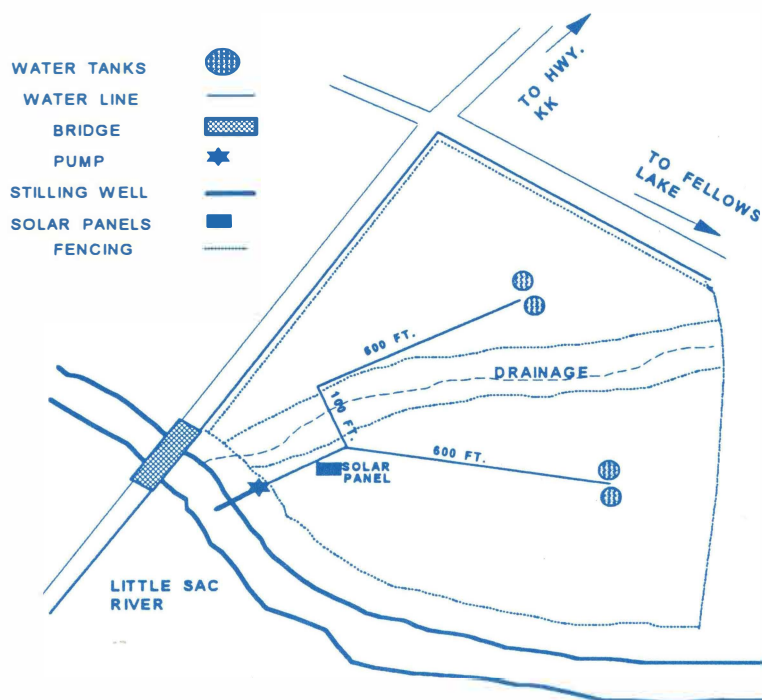 WATER TANKS
WATER LINE
BRIDGE
PUMP
STILLING WELL
SOLAR PANELS
FENCING
TO HWY.
KK
TO FELLOWS
LAKE
600 FT.
DRAINAGE
100 FT.
600 FT.
SOLAR
PANEL
LITTLE SAC
RIVER